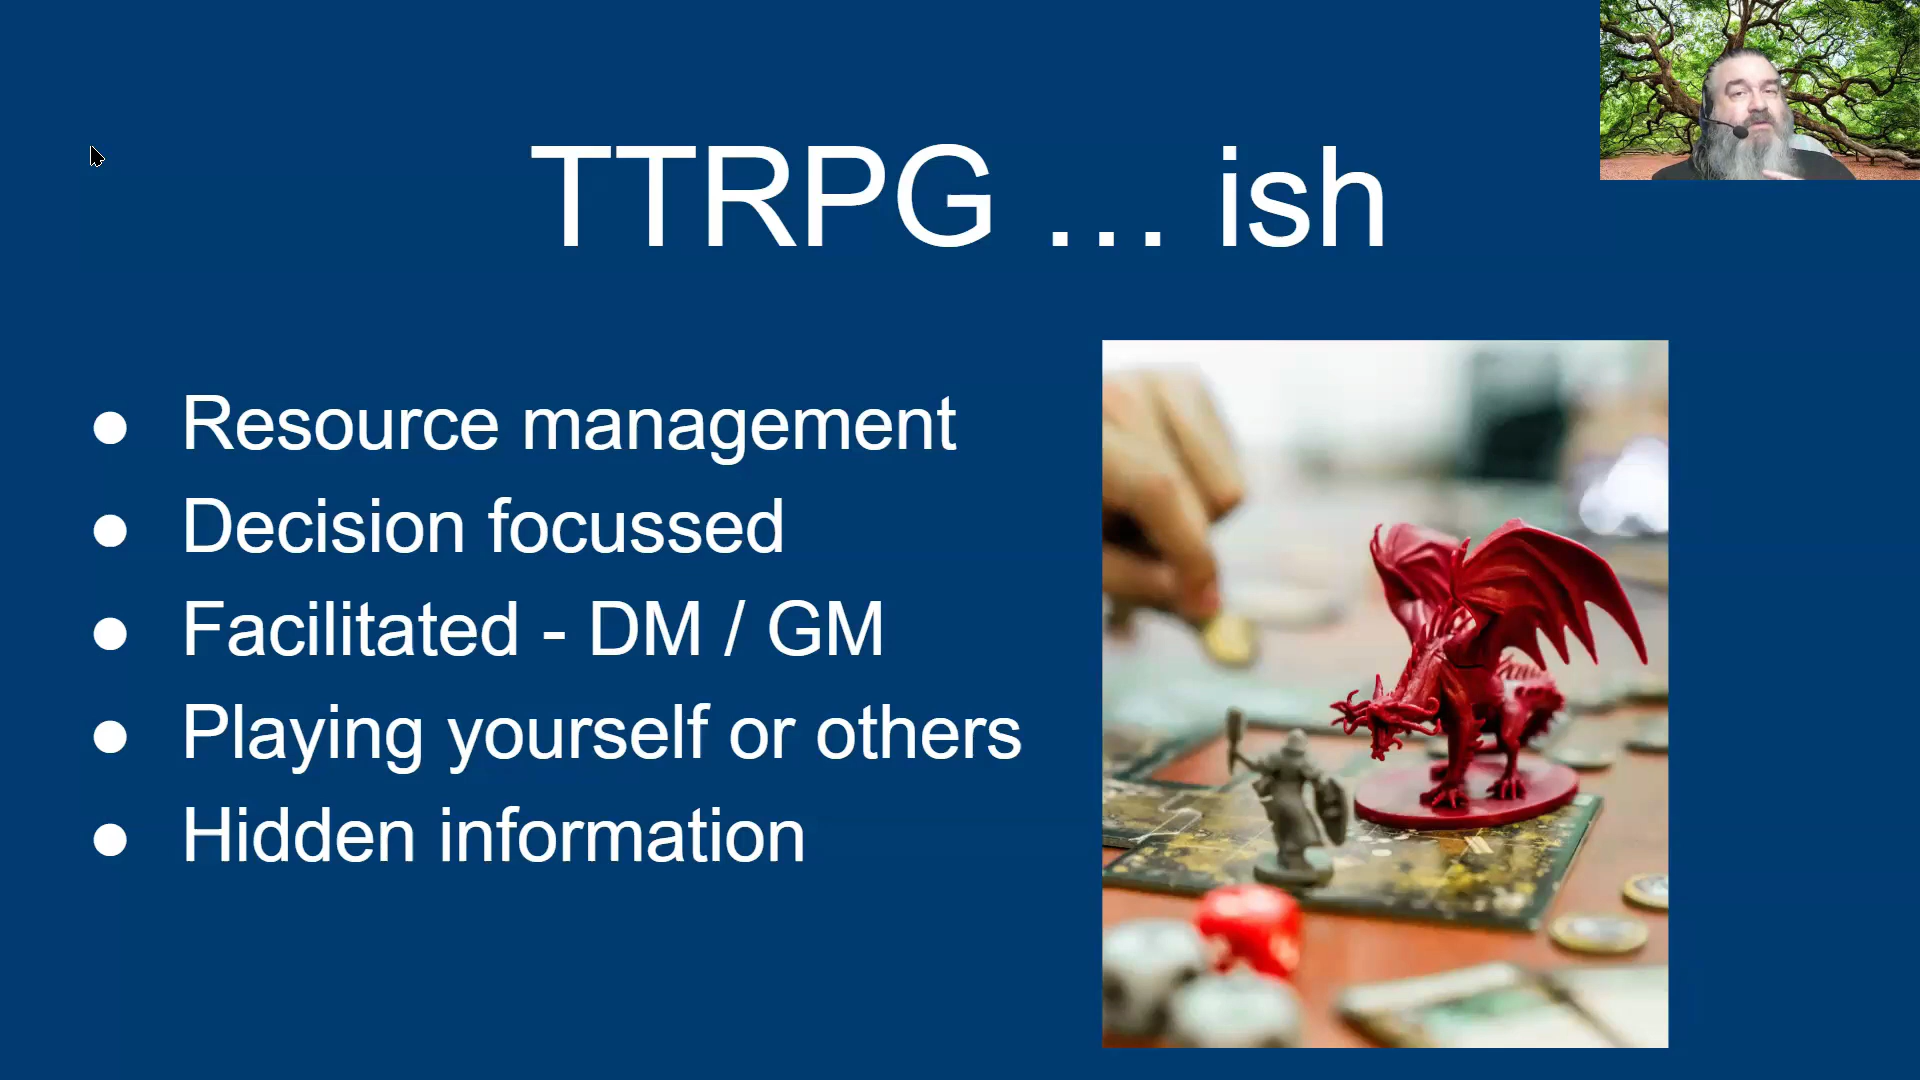 TTRPG ... ish
● Resource management
● Decision focussed
● Facilitated - DM / GM
● Playing yourself or others
● Hidden information